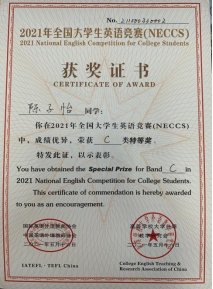 2021年全国大学生英语竞赛(NECCS)
2021 National English Competition for College Students
获奖证书
CERTIFICATE OF AWARD
陈子怡 同学:
你在2021年全国大学生英语竞赛(NECCS)
中,成绩优异,荣获 C 类特等奖。
特发此证,以示表彰。
You have obtained the Special Prize for Band C in
2021 National English Competition for College Students.
This certificate of commendation is hereby awarded
to you as an encouragement.
IATEFL - TEFL China
College English Teaching &
Research Association of China